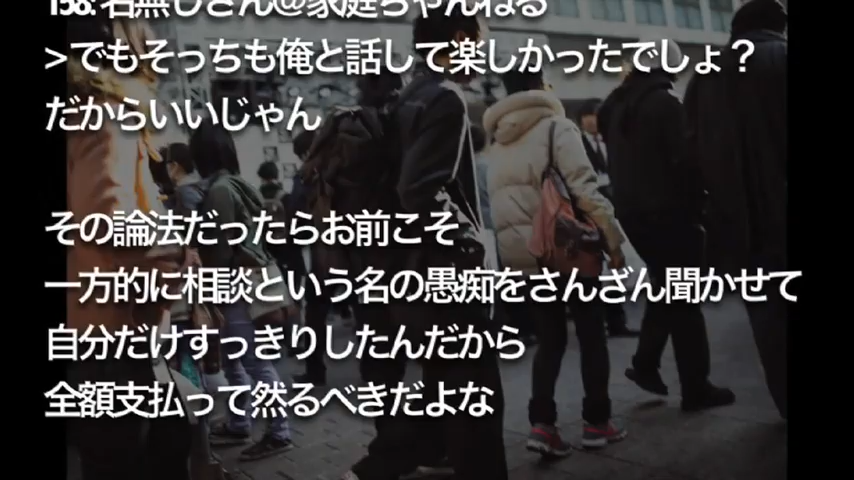 158: 名無しさん@家庭ちゃんねる
>でもそっちも俺と話して楽しかったでしょ？
だからいいじゃん
その論法だったらお前こそ
一方的に相談という名の愚痴をさんざん聞かせて
自分だけすっきりしたんだから
全額支払って然るべきだよな